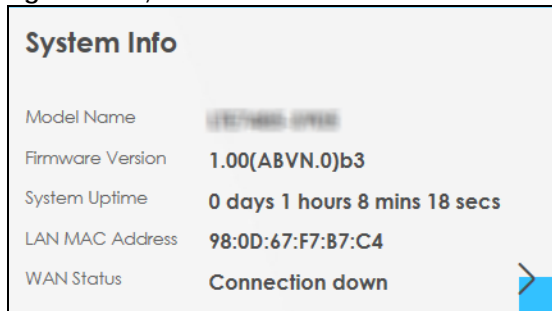 System Info
Model Name
Firmware Version 1.00(ABVN.0)b3
System Uptime 0 days 1 hours 8 mins 18 secs
LAN MAC Address 98:0D:67:F7:B7:C4
WAN Status Connection down